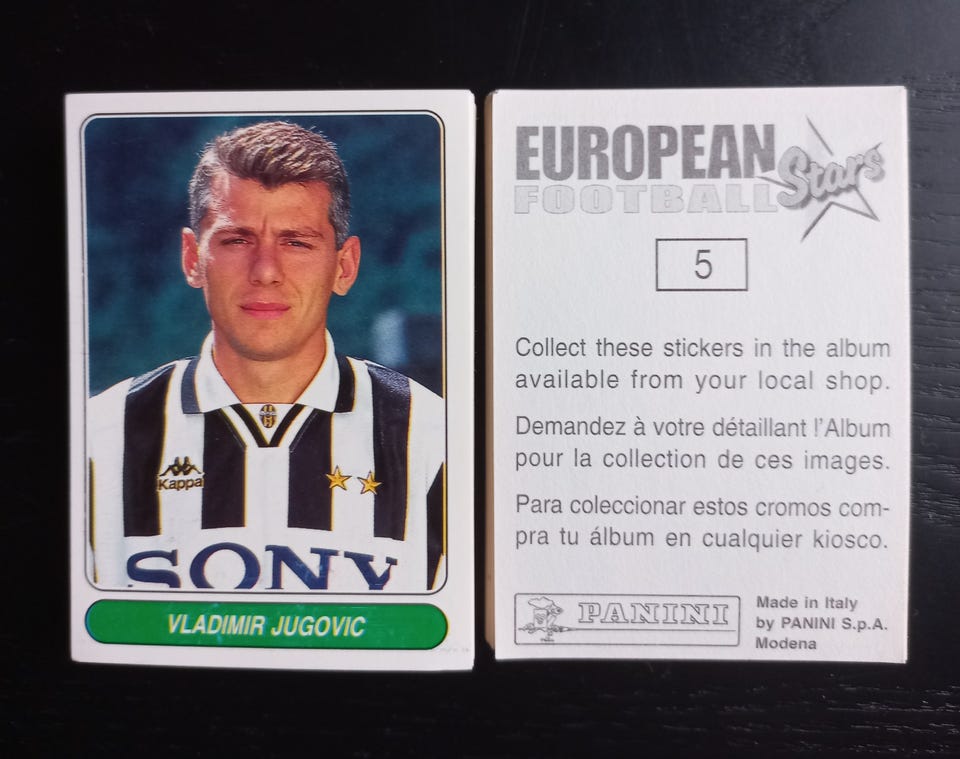 Kappa
SONY
VLADIMIR JUGOVIC
EUROPEAN
FOOTBALL
Stars
5
Collect these stickers in the album
available from your local shop.
Demandez à votre détaillant l'Album
pour la collection de ces images.
Para coleccionar estos cromos com-
pra tu álbum en cualquier kiosco.
PANINI
Made in Italy
by PANINI S.p.A.
Modena